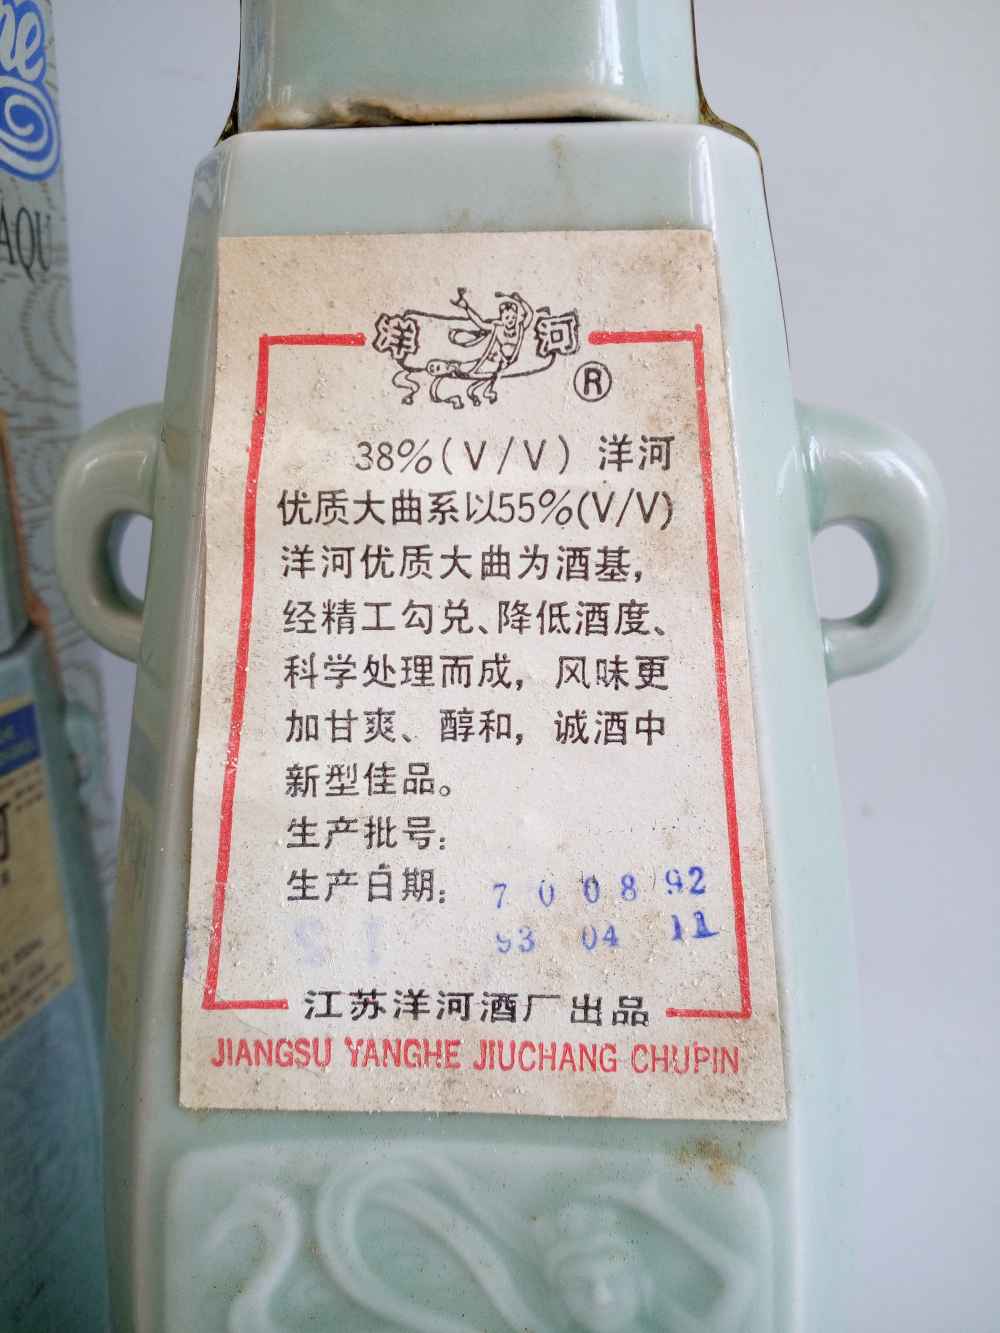 he
AQU
洋河
®
38%(V/V) 洋河
优质大曲系以55%(V/V)
洋河优质大曲为酒基,
经精工勾兑、降低酒度、
科学处理而成, 风味更
加甘爽、醇和, 诚酒中
新型佳品。
生产批号:
生产日期: 7 0 0 8 92
93 04 11
江苏洋河酒厂出品
JIANGSU YANGHE JIUCHANG CHUPIN